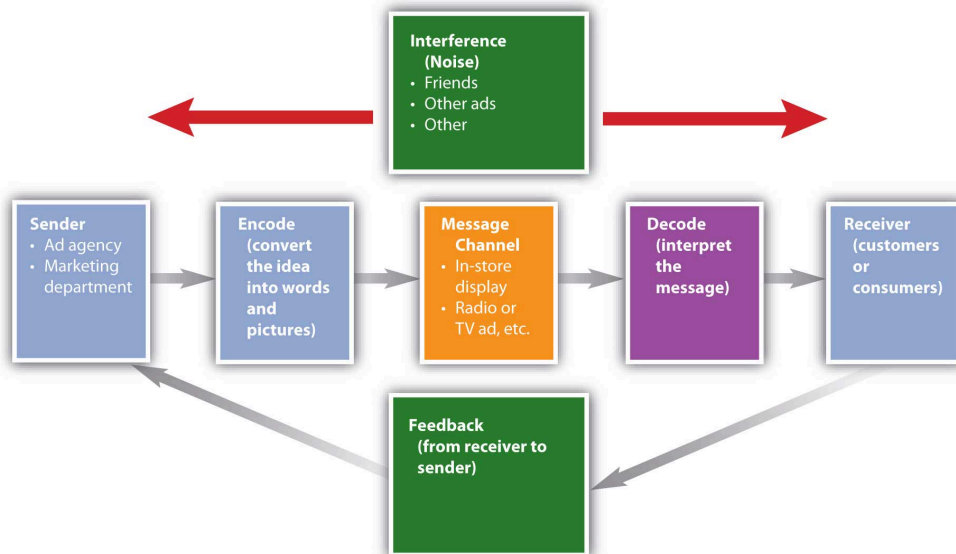 Interference
(Noise)
• Friends
• Other ads
• Other
Sender
• Ad agency
• Marketing
department
Encode
(convert
the idea
into words
and
pictures)
Message
Channel
• In-store
display
• Radio or
TV ad, etc.
Decode
(interpret
the
message)
Receiver
(customers
or
consumers)
Feedback
(from receiver to
sender)